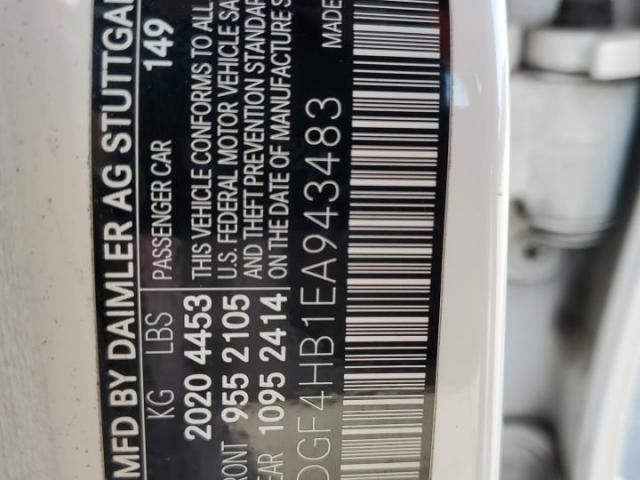 MFD BY DAIMLER AG STUTTGA
KG LBS PASSENGER CAR 149
2020 4453 THIS VEHICLE CONFORMS TO ALL
RONT 955 2105 U.S. FEDERAL MOTOR VEHICLE SA
EAR 1095 2414 AND THEFT PREVENTION STANDAR
ON THE DATE OF MANUFACTURE S
DGF4HB1EA943483 MADE